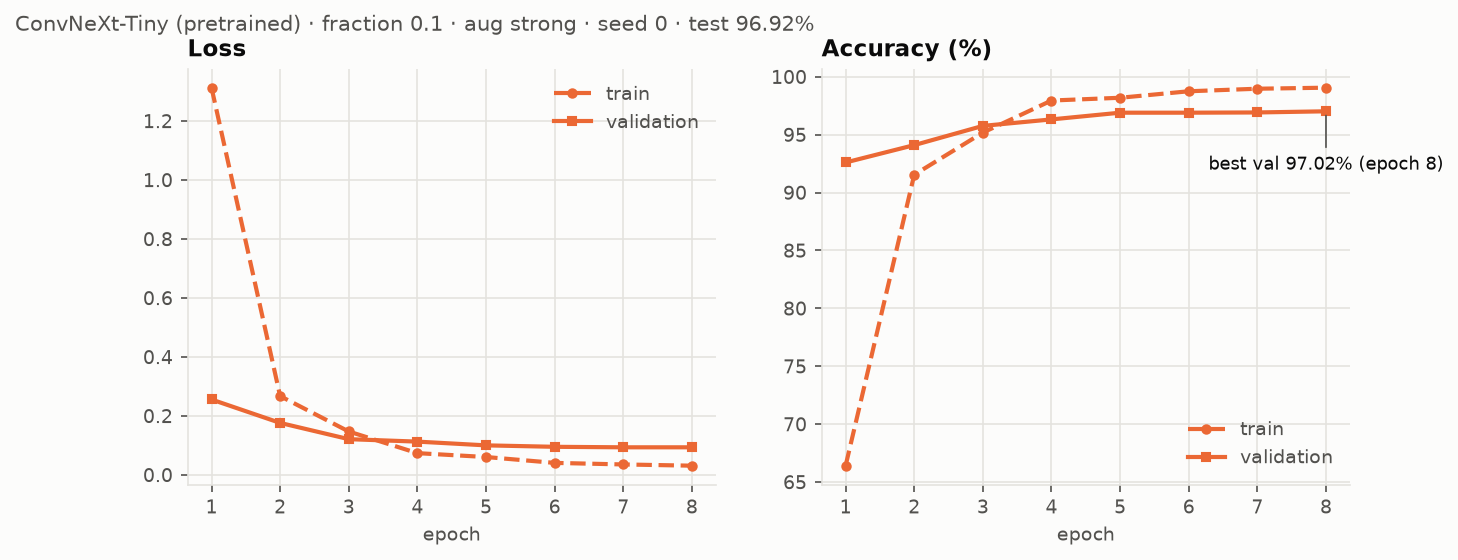 ConvNeXt-Tiny (pretrained) · fraction 0.1 · aug strong · seed 0 · test 96.92%
Loss
1.2
1.0
0.8
0.6
0.4
0.2
0.0
train
validation
1 2 3 4 5 6 7 8
epoch
Accuracy (%)
100
95
90
85
80
75
70
65
best val 97.02% (epoch 8)
train
validation
1 2 3 4 5 6 7 8
epoch